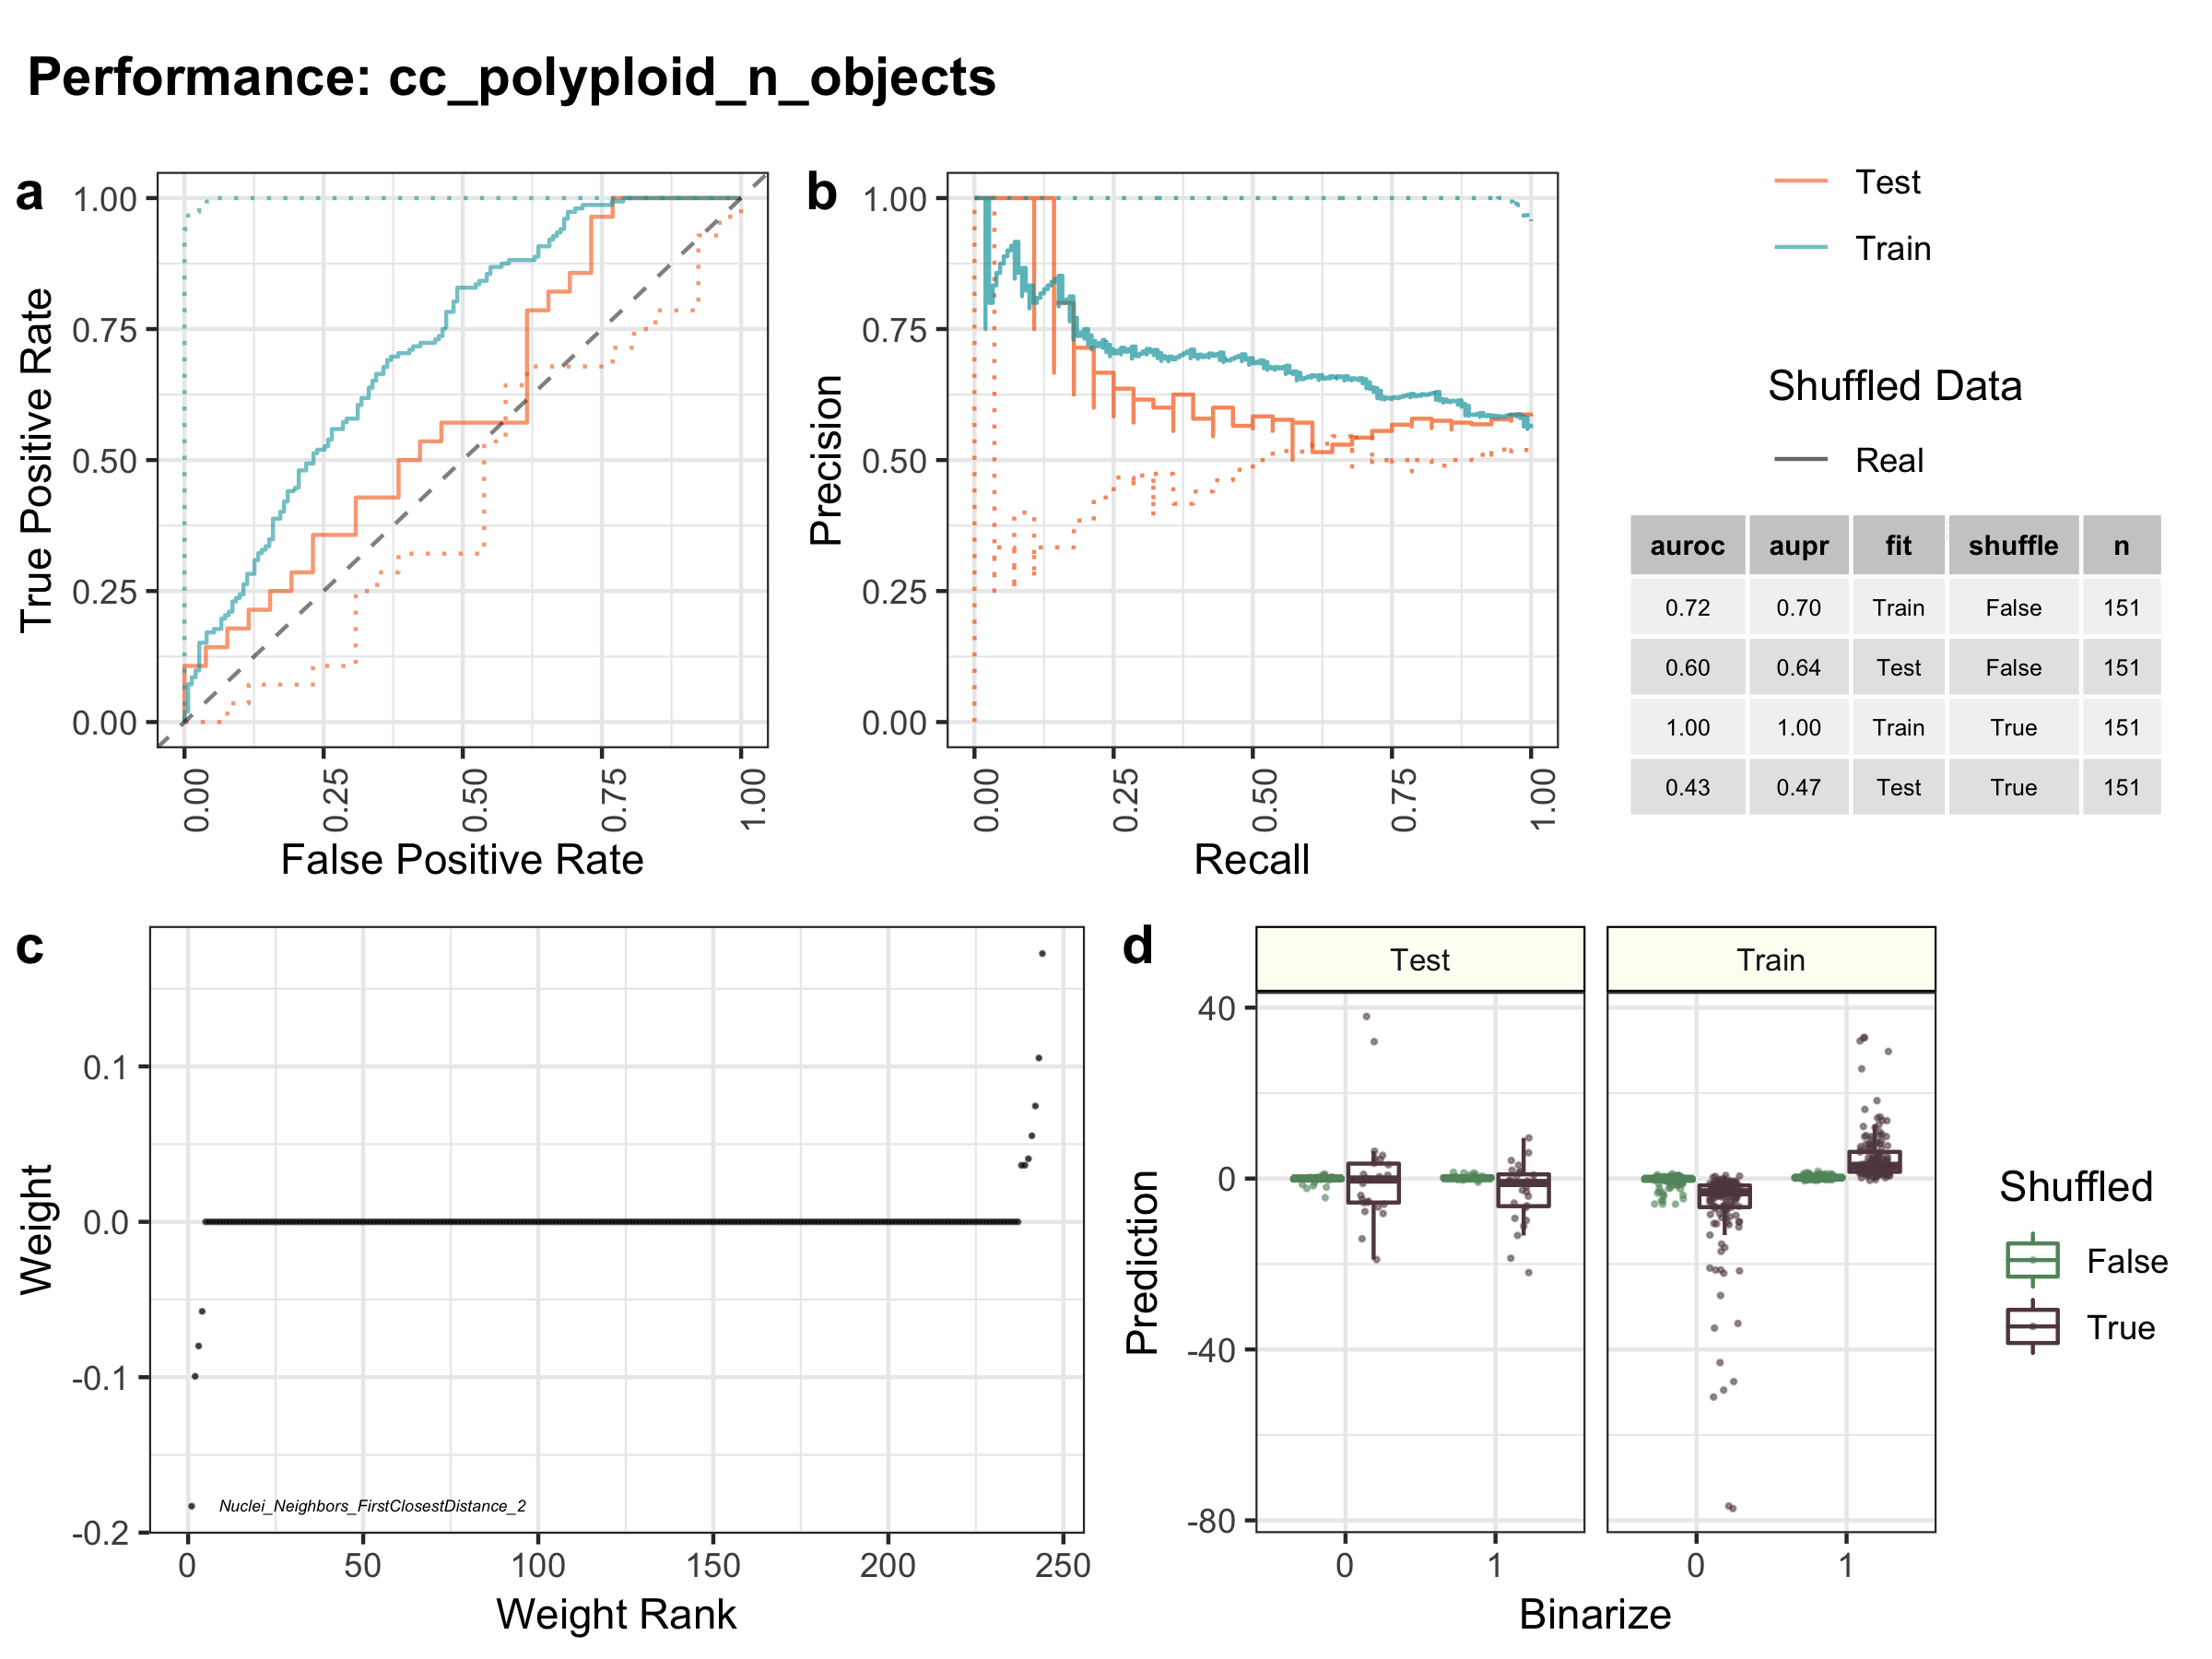 Performance: cc_polyploid_n_objects
a
1.00
0.75
0.50
0.25
0.00
True Positive Rate
0.00
0.25
0.50
0.75
1.00
False Positive Rate
b
1.00
0.75
0.50
0.25
0.00
Precision
0.00
0.25
0.50
0.75
1.00
Recall
Test
Train
Shuffled Data
Real
auroc aupr fit shuffle n
0.72 0.70 Train False 151
0.60 0.64 Test False 151
1.00 1.00 Train True 151
0.43 0.47 Test True 151
c
0.1
0.0
-0.1
-0.2
Weight
Nuclei_Neighbors_FirstClosestDistance_2
0 50 100 150 200 250
Weight Rank
d
Test Train
40
0
-40
-80
Prediction
0 1 0 1
Binarize
Shuffled
False
True